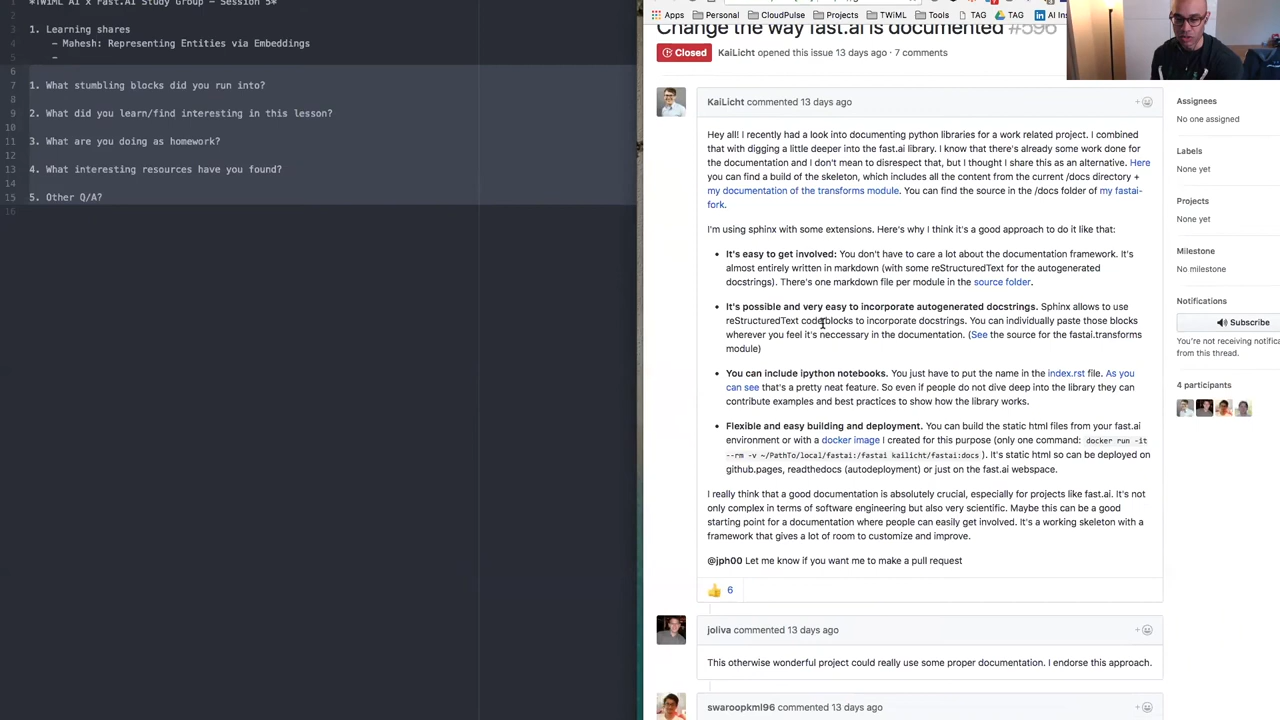 *TWiML AI x Fast.AI Study Group – Session 5*
1
2
3
4
5
6
7
8
9
10
11
12
13
14
15
16
1. Learning shares
- Mahesh: Representing Entities via Embeddings
-
1. What stumbling blocks did you run into?
2. What did you learn/find interesting in this lesson?
3. What are you doing as homework?
4. What interesting resources have you found?
5. Other Q/A?
Apps Personal CloudPulse Projects TWiML Tools TAG TAG AI In
Change the way fast.ai is documented #596
Closed KaiLicht opened this issue 13 days ago · 7 comments
KaiLicht commented 13 days ago
Hey all! I recently had a look into documenting python libraries for a work related project. I combined
that with digging a little deeper into the fast.ai library. I know that there's already some work done for
the documentation and I don't mean to disrespect that, but I thought I share this as an alternative. Here
you can find a build of the skeleton, which includes all the content from the current /docs directory +
my documentation of the transforms module. You can find the source in the /docs folder of my fastai-
fork.
I'm using sphinx with some extensions. Here's why I think it's a good approach to do it like that:
• It's easy to get involved: You don't have to care a lot about the documentation framework. It's
almost entirely written in markdown (with some reStructuredText for the autogenerated
docstrings). There's one markdown file per module in the source folder.
• It's possible and very easy to incorporate autogenerated docstrings. Sphinx allows to use
reStructuredText codeblocks to incorporate docstrings. You can individually paste those blocks
wherever you feel it's neccessary in the documentation. (See the source for the fastai.transforms
module)
• You can include ipython notebooks. You just have to put the name in the index.rst file. As you
can see that's a pretty neat feature. So even if people do not dive deep into the library they can
contribute examples and best practices to show how the library works.
• Flexible and easy building and deployment. You can build the static html files from your fast.ai
environment or with a docker image I created for this purpose (only one command: docker run -it
--rm -v ~/PathTo/local/fastai:/fastai kailicht/fastai:docs ). It's static html so can be deployed on
github.pages, readthedocs (autodeployment) or just on the fast.ai webspace.
I really think that a good documentation is absolutely crucial, especially for projects like fast.ai. It's not
only complex in terms of software engineering but also very scientific. Maybe this can be a good
starting point for a documentation where people can easily get involved. It's a working skeleton with a
framework that gives a lot of room to customize and improve.
@jph00 Let me know if you want me to make a pull request
6
joliva commented 13 days ago
This otherwise wonderful project could really use some proper documentation. I endorse this approach.
swaroopkml96 commented 13 days ago
Assignees
No one assigned
Labels
None yet
Projects
None yet
Milestone
No milestone
Notifications
Subscribe
You're not receiving notifica
from this thread.
4 participants